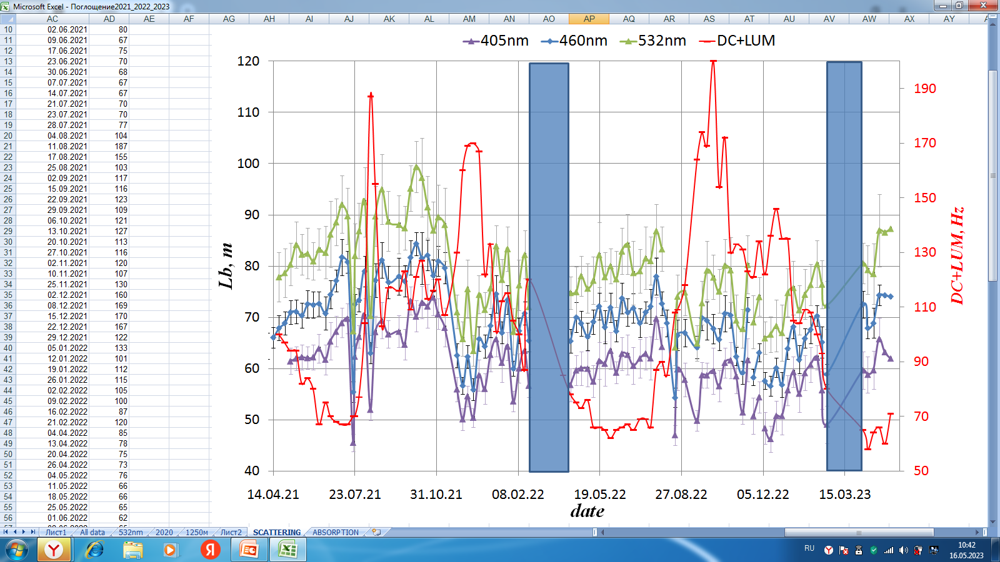 Microsoft Excel - Поглощение2021_2022_2023
AC AD AE AF AG AH AI AJ AK AL AM AN AO AP AQ AR AS AT AU AV AW AX AY
10 02.06.2021 80
11 09.06.2021 67
12 17.06.2021 75
13 23.06.2021 70
14 30.06.2021 68
15 07.07.2021 67
16 14.07.2021 67
17 21.07.2021 70
18 23.07.2021 70
19 28.07.2021 77
20 04.08.2021 104
21 11.08.2021 187
22 17.08.2021 155
23 25.08.2021 103
24 02.09.2021 117
25 15.09.2021 116
26 22.09.2021 123
27 29.09.2021 109
28 06.10.2021 121
29 13.10.2021 127
30 20.10.2021 113
31 27.10.2021 116
32 02.11.2021 120
33 10.11.2021 107
34 25.11.2021 130
35 02.12.2021 160
36 08.12.2021 169
37 15.12.2021 170
38 22.12.2021 167
39 29.12.2021 122
40 05.01.2022 133
41 12.01.2022 101
42 19.01.2022 112
43 26.01.2022 115
44 02.02.2022 105
45 09.02.2022 100
46 16.02.2022 87
47 21.02.2022 120
48 04.04.2022 85
49 13.04.2022 78
50 20.04.2022 75
51 26.04.2022 73
52 04.05.2022 76
53 11.05.2022 66
54 18.05.2022 66
55 25.05.2022 65
56 01.06.2022 62
405nm 460nm 532nm DC+LUM
120
110
100
90
80
70
60
50
40
Lb, m
190
170
150
130
110
90
70
50
DC+LUM, Hz
14.04.21 23.07.21 31.10.21 08.02.22 19.05.22 27.08.22 05.12.22 15.03.23
date
Лист1 All data 532nm 2020 1250м Лист2 SCATTERING ABSORPTION
RU
10:42
16.05.2023